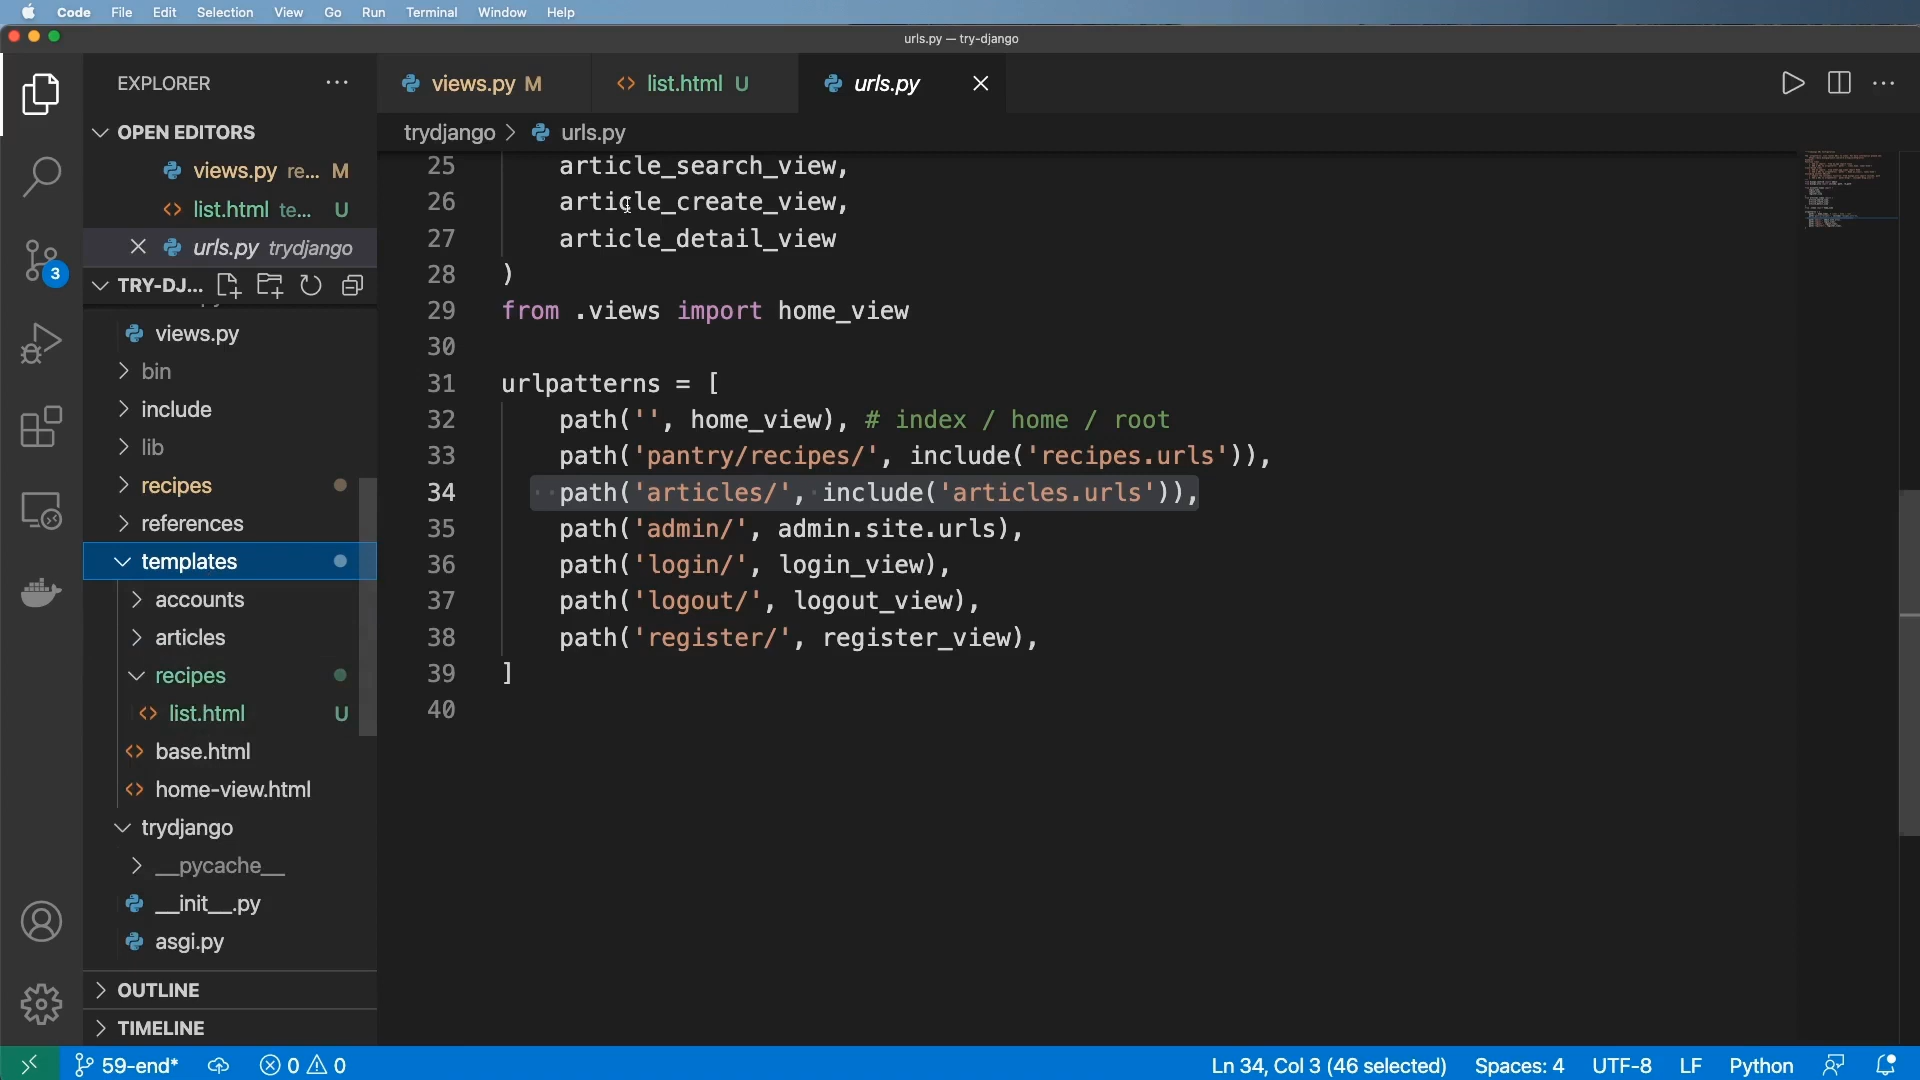 Code File Edit Selection View Go Run Terminal Window Help
urls.py — try-django
EXPLORER
OPEN EDITORS
views.py re... M
list.html te... U
urls.py trydjango
TRY-DJ...
views.py
bin
include
lib
recipes
references
templates
accounts
articles
recipes
list.html U
base.html
home-view.html
trydjango
__pycache__
__init__.py
asgi.py
OUTLINE
TIMELINE
3
views.py M
list.html U
urls.py
trydjango > urls.py
25 article_search_view,
26 article_create_view,
27 article_detail_view
28 )
29 from .views import home_view
30
31 urlpatterns = [
32 path('', home_view), # index / home / root
33 path('pantry/recipes/', include('recipes.urls')),
34 path('articles/', include('articles.urls')),
35 path('admin/', admin.site.urls),
36 path('login/', login_view),
37 path('logout/', logout_view),
38 path('register/', register_view),
39 ]
40
59-end* 0 0 Ln 34, Col 3 (46 selected) Spaces: 4 UTF-8 LF Python